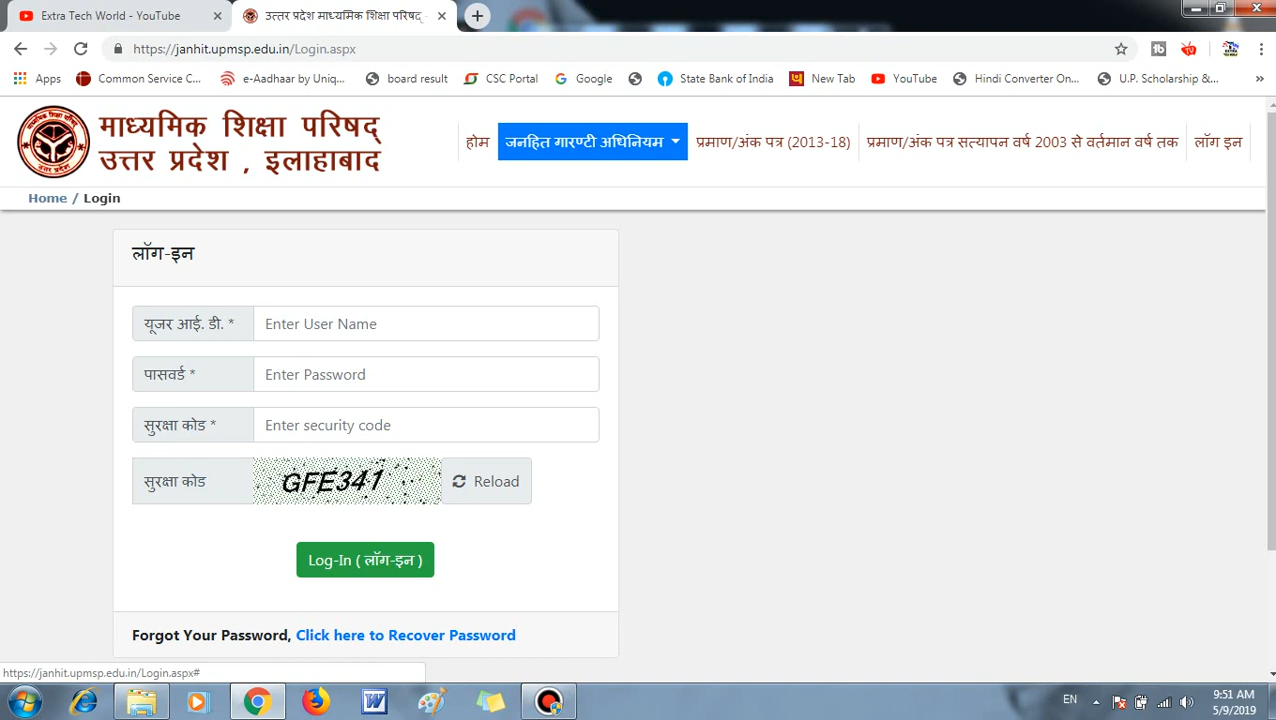 Extra Tech World - YouTube
उत्तर प्रदेश माध्यमिक शिक्षा परिषद् -
https://janhit.upmsp.edu.in/Login.aspx
Apps
Common Service C...
e-Aadhaar by Uniq...
board result
CSC Portal
Google
State Bank of India
New Tab
YouTube
Hindi Converter On...
U.P. Scholarship &...
माध्यमिक शिक्षा परिषद्
उत्तर प्रदेश , इलाहाबाद
होम
जनहित गारण्टी अधिनियम
प्रमाण/अंक पत्र (2013-18)
प्रमाण/अंक पत्र सत्यापन वर्ष 2003 से वर्तमान वर्ष तक
लॉग इन
Home / Login
लॉग-इन
यूजर आई. डी. * Enter User Name
पासवर्ड * Enter Password
सुरक्षा कोड * Enter security code
सुरक्षा कोड GFE341 Reload
Log-In ( लॉग-इन )
Forgot Your Password, Click here to Recover Password
https://janhit.upmsp.edu.in/Login.aspx#
EN
9:51 AM
5/9/2019